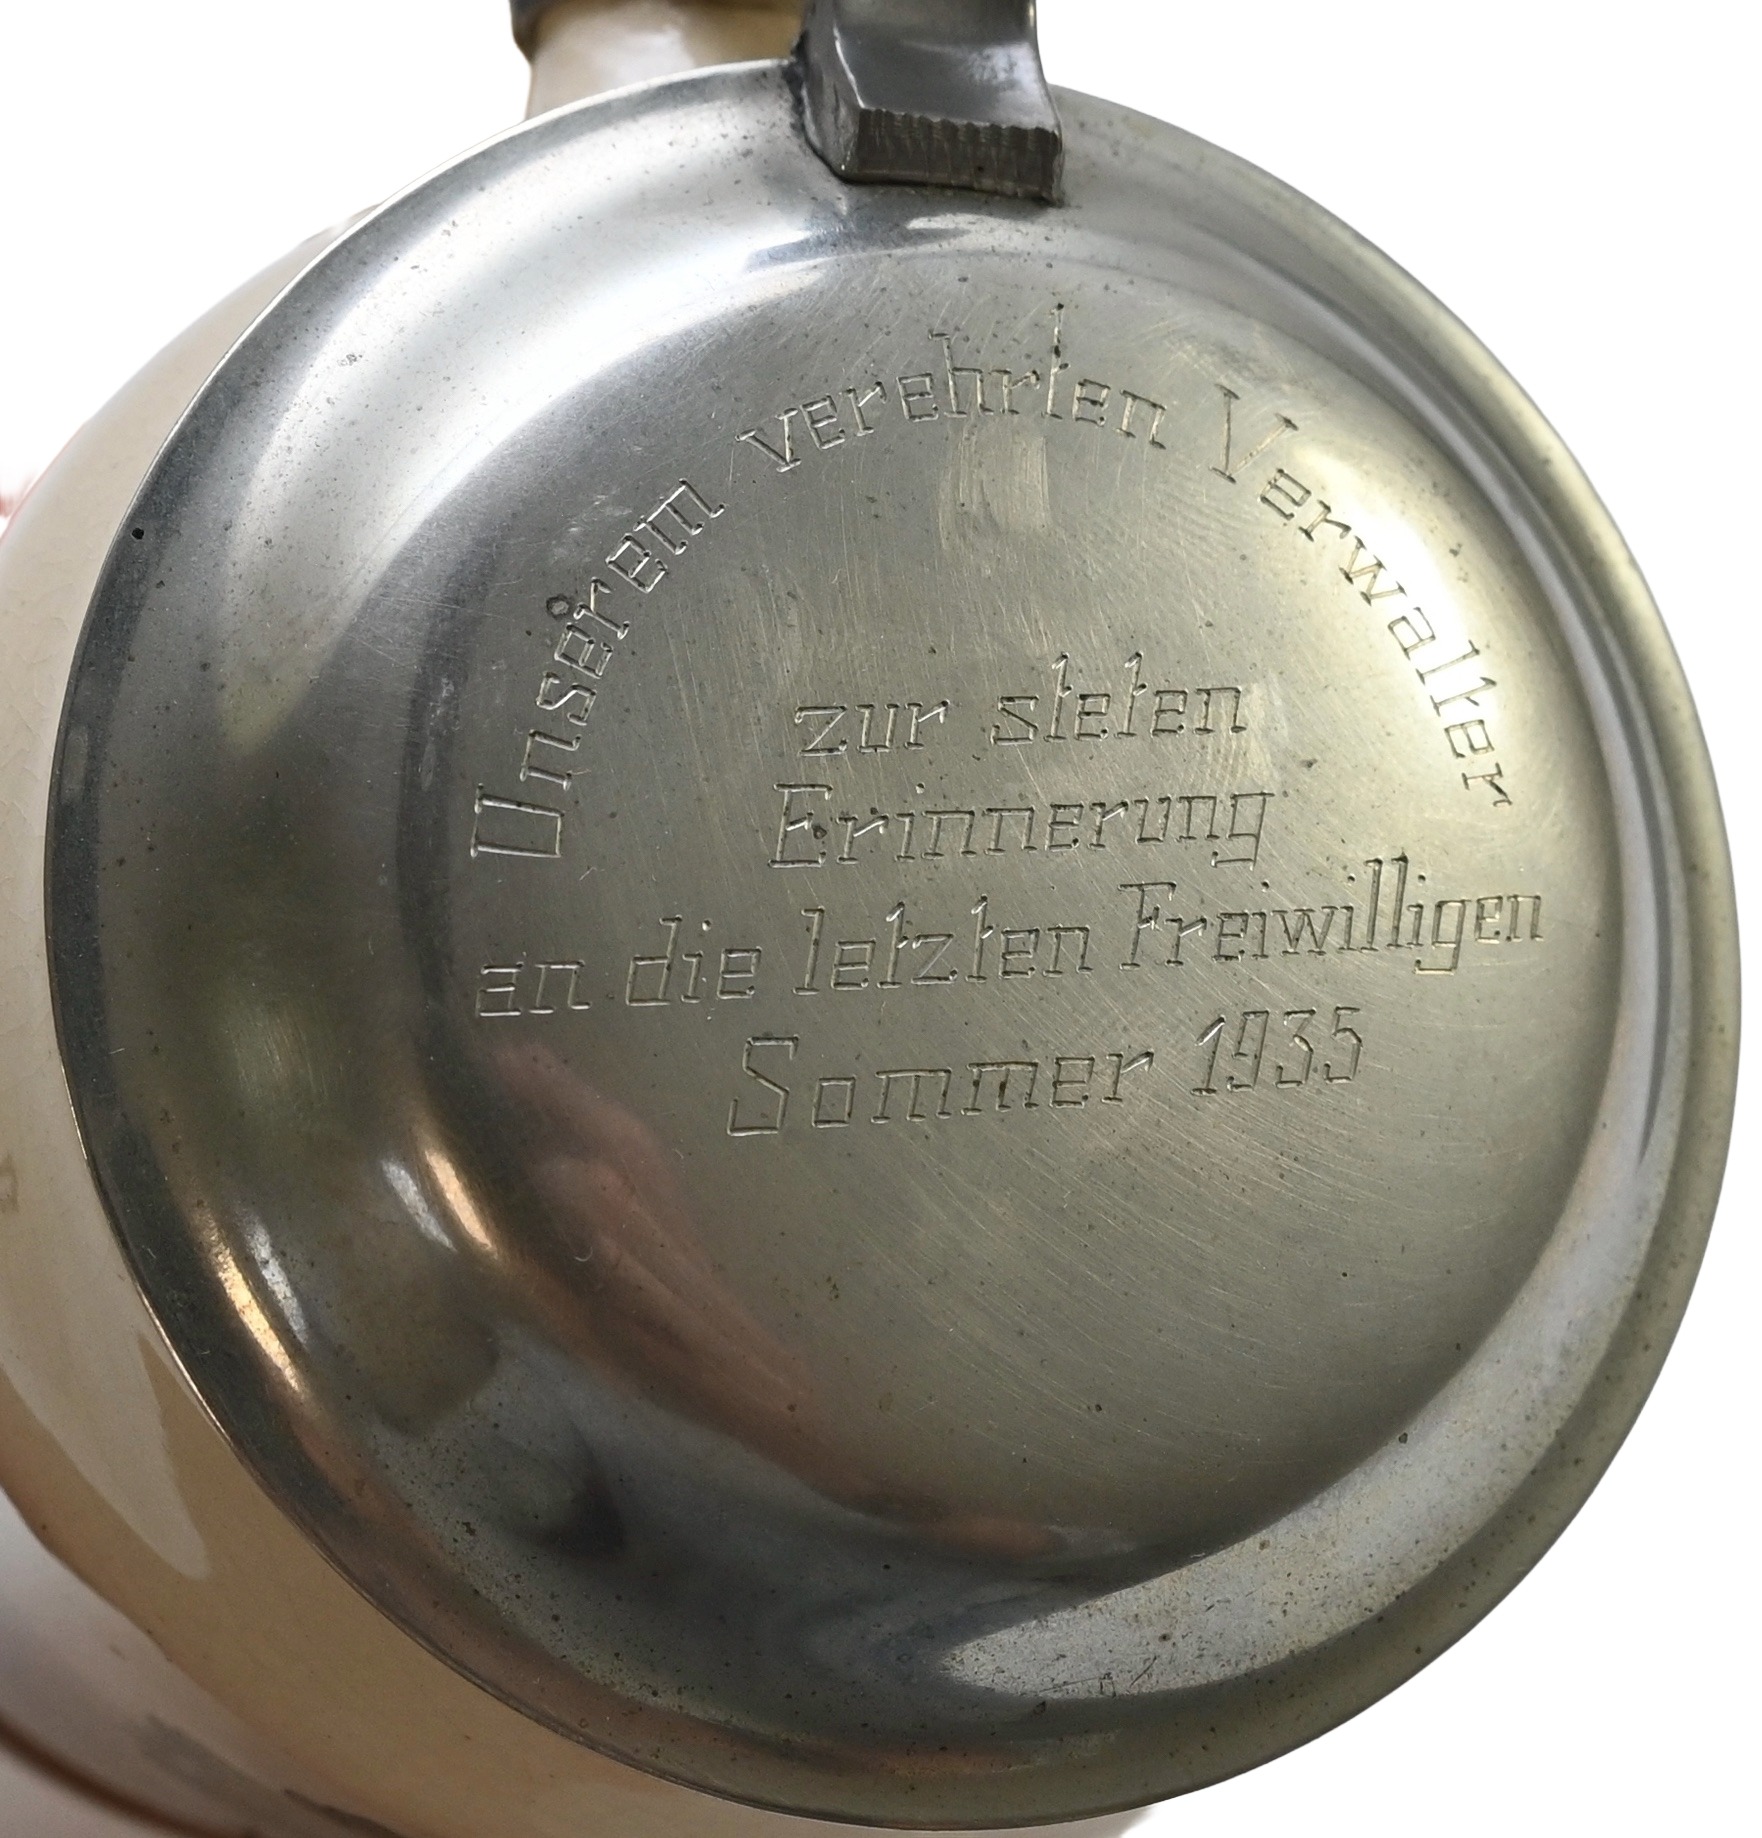 Unserem verehrten Verwalter
zur steten
Erinnerung
an die letzten Freiwilligen
Sommer 1935